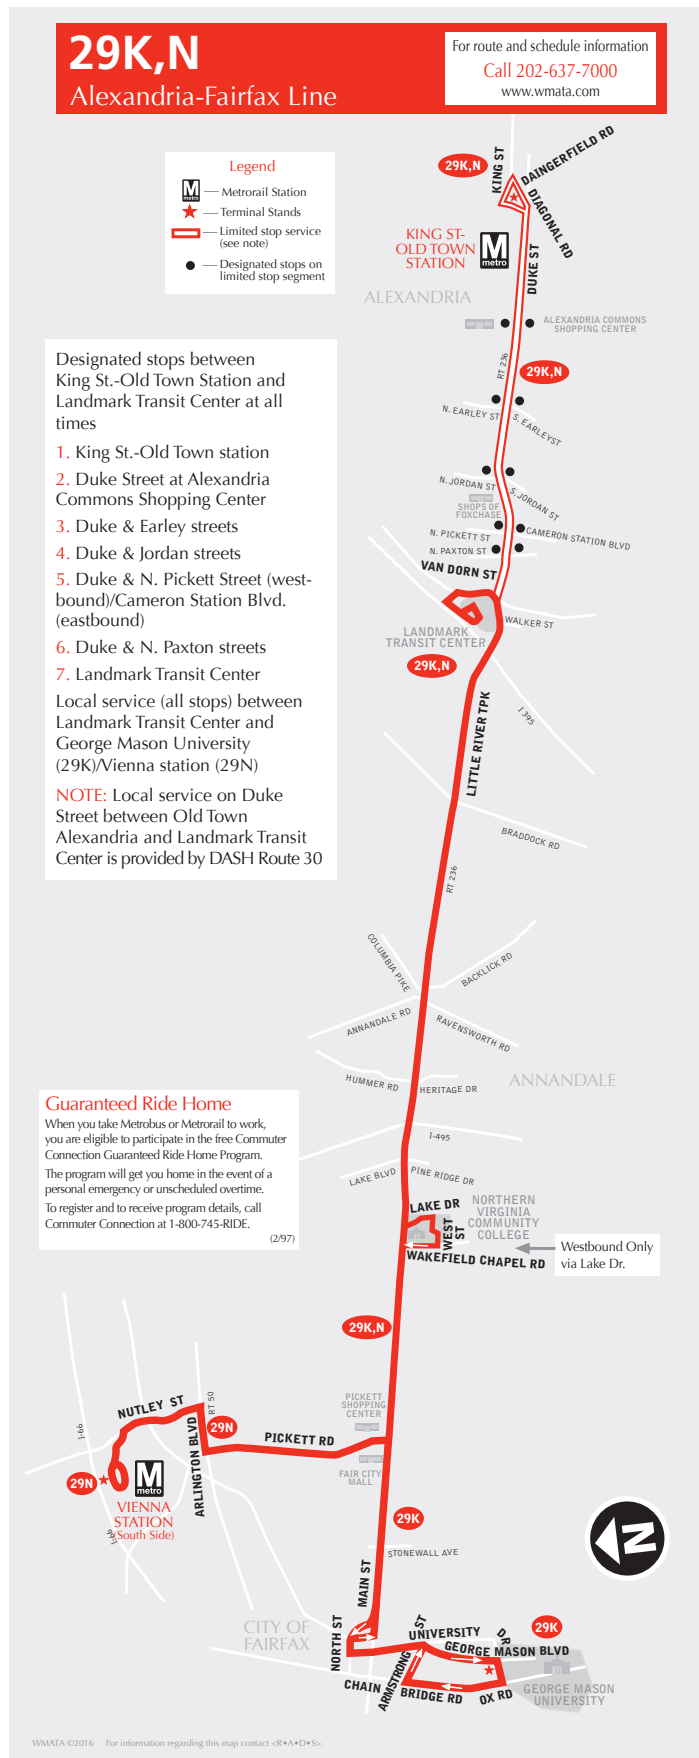 29K,N
Alexandria-Fairfax Line
For route and schedule information
Call 202-637-7000
www.wmata.com
Legend
metro
Metrorail Station
Terminal Stands
Limited stop service
(see note)
Designated stops on
limited stop segment
29K,N
KING ST
DAINGERFIELD RD
DIAGONAL RD
KING ST-
OLD TOWN
STATION
metro
DUKE ST
ALEXANDRIA
ALEXANDRIA COMMONS
SHOPPING CENTER
RT 236
29K,N
N. EARLEY ST
S. EARLEYST
N. JORDAN ST
S. JORDAN ST
SHOPS OF
FOXCHASE
N. PICKETT ST
CAMERON STATION BLVD
N. PAXTON ST
VAN DORN ST
WALKER ST
LANDMARK
TRANSIT CENTER
29K,N
I 395
LITTLE RIVER TPK
BRADDOCK RD
RT 236
Designated stops between
King St.-Old Town Station and
Landmark Transit Center at all
times
1. King St.-Old Town station
2. Duke Street at Alexandria
Commons Shopping Center
3. Duke & Earley streets
4. Duke & Jordan streets
5. Duke & N. Pickett Street (west-
bound)/Cameron Station Blvd.
(eastbound)
6. Duke & N. Paxton streets
7. Landmark Transit Center
Local service (all stops) between
Landmark Transit Center and
George Mason University
(29K)/Vienna station (29N)
NOTE: Local service on Duke
Street between Old Town
Alexandria and Landmark Transit
Center is provided by DASH Route 30
COLUMBIA PIKE
BACKLICK RD
ANNANDALE RD
RAVENSWORTH RD
HUMMER RD
HERITAGE DR
ANNANDALE
I-495
LAKE BLVD
PINE RIDGE DR
Guaranteed Ride Home
When you take Metrobus or Metrorail to work,
you are eligible to participate in the free Commuter
Connection Guaranteed Ride Home Program.
The program will get you home in the event of a
personal emergency or unscheduled overtime.
To register and to receive program details, call
Commuter Connection at 1-800-745-RIDE.
(2/97)
LAKE DR
WEST ST
NORTHERN
VIRGINIA
COMMUNITY
COLLEGE
WAKEFIELD CHAPEL RD
Westbound Only
via Lake Dr.
29K,N
NUTLEY ST
RT 50
I-66
29N
ARLINGTON BLVD
PICKETT RD
PICKETT
SHOPPING
CENTER
FAIR CITY
MALL
29N
metro
VIENNA
STATION
(South Side)
I-66
29K
STONEWALL AVE
MAIN ST
N
CITY OF
FAIRFAX
NORTH ST
UNIVERSITY DR
29K
GEORGE MASON BLVD
ARMSTRONG ST
CHAIN BRIDGE RD
OX RD
GEORGE MASON
UNIVERSITY
WMATA ©2016 For information regarding this map contact <R•A•D•S>.